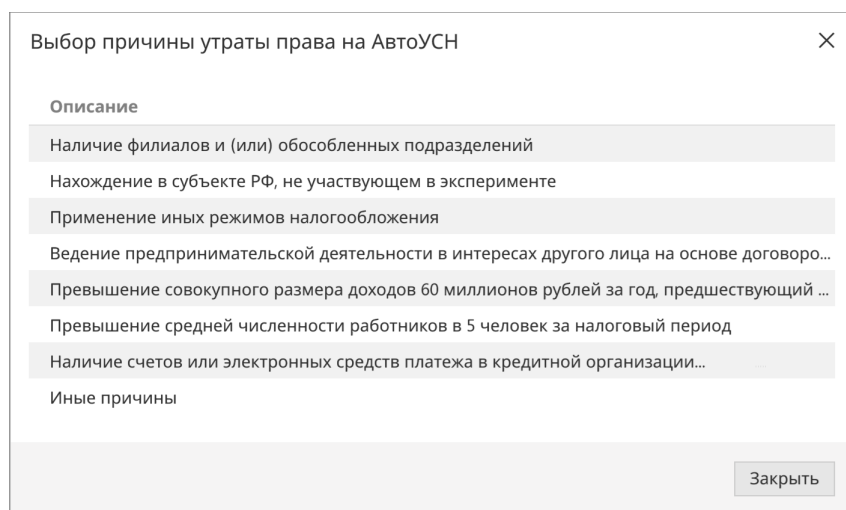 Выбор причины утраты права на АвтоУСН
Описание
Наличие филиалов и (или) обособленных подразделений
Нахождение в субъекте РФ, не участвующем в эксперименте
Применение иных режимов налогообложения
Ведение предпринимательской деятельности в интересах другого лица на основе договоро...
Превышение совокупного размера доходов 60 миллионов рублей за год, предшествующий ...
Превышение средней численности работников в 5 человек за налоговый период
Наличие счетов или электронных средств платежа в кредитной организации...
Иные причины
Закрыть